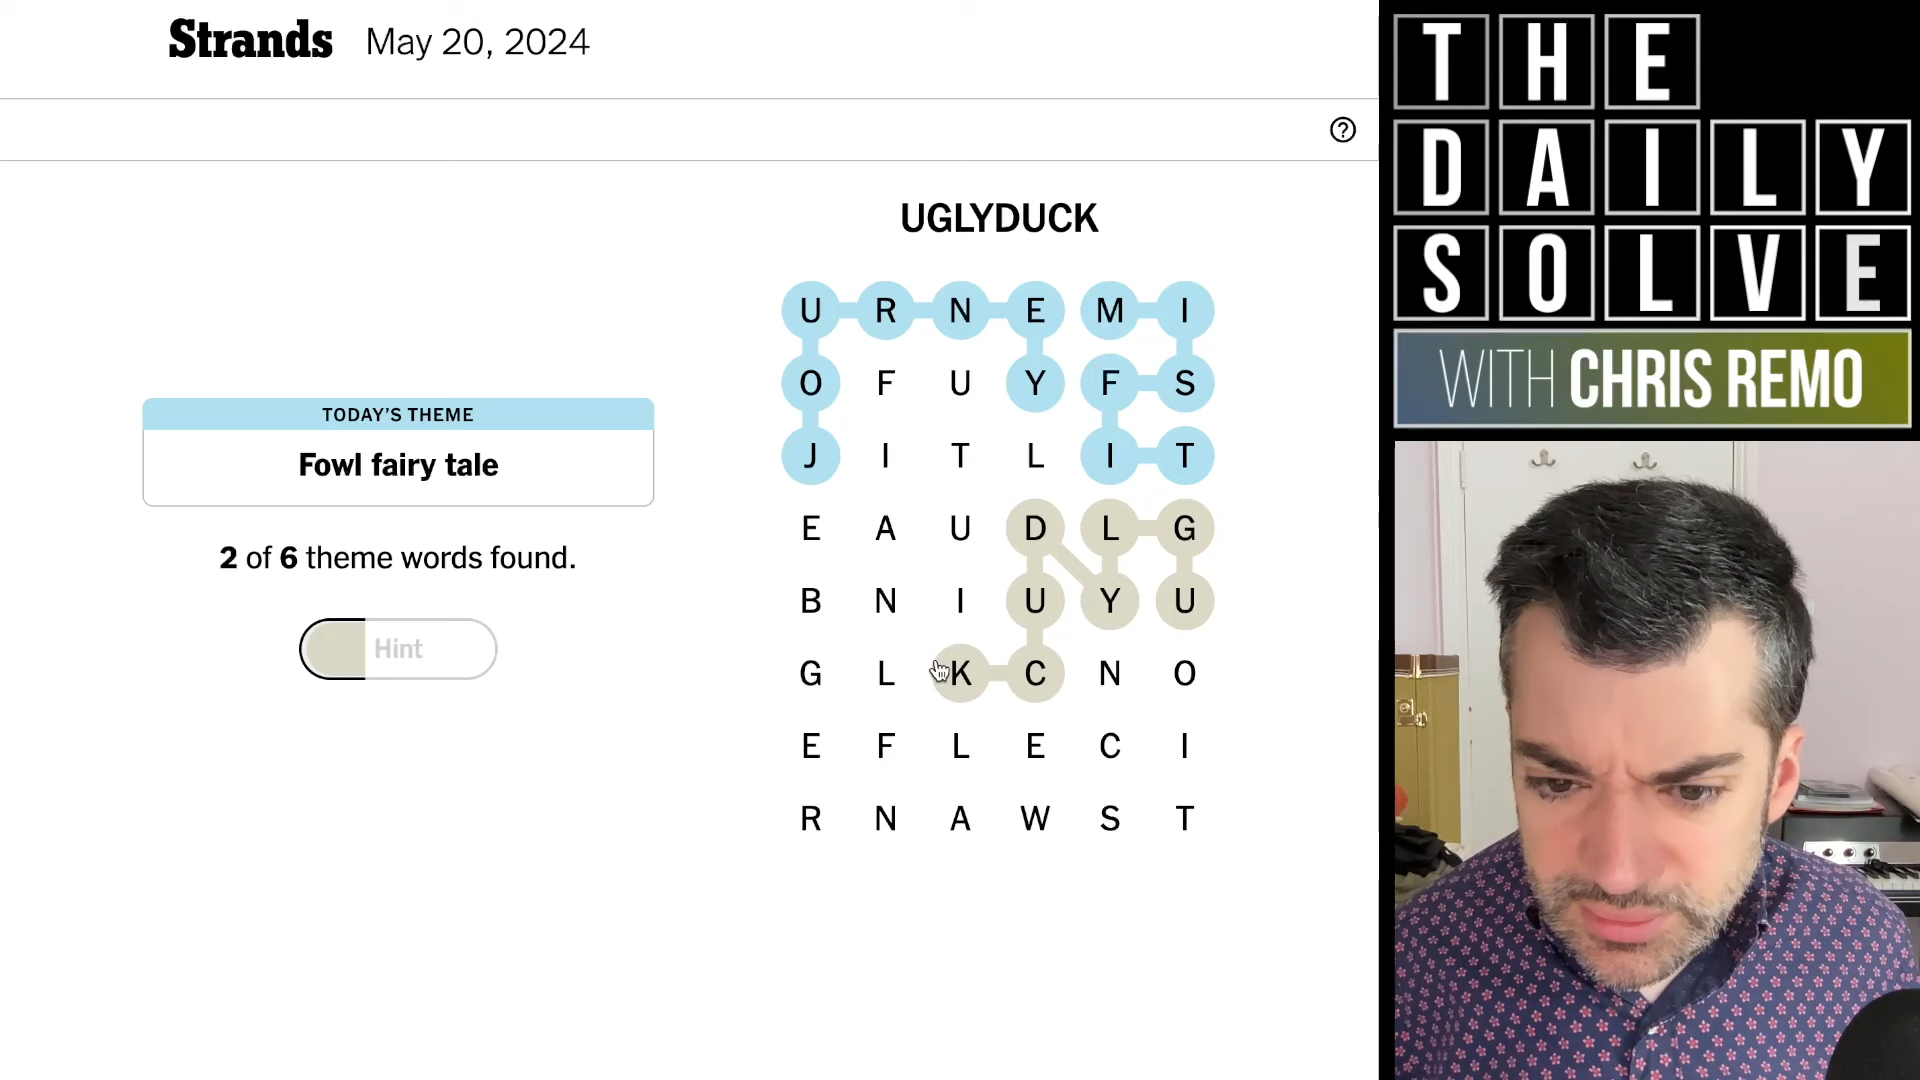 Strands May 20, 2024
THE
DAILY
SOLVE
WITH CHRIS REMO
?
TODAY'S THEME
Fowl fairy tale
2 of 6 theme words found.
Hint
UGLYDUCK
U R N E M I
O F U Y F S
J I T L I T
E A U D L G
B N I U Y U
G L K C N O
E F L E C I
R N A W S T